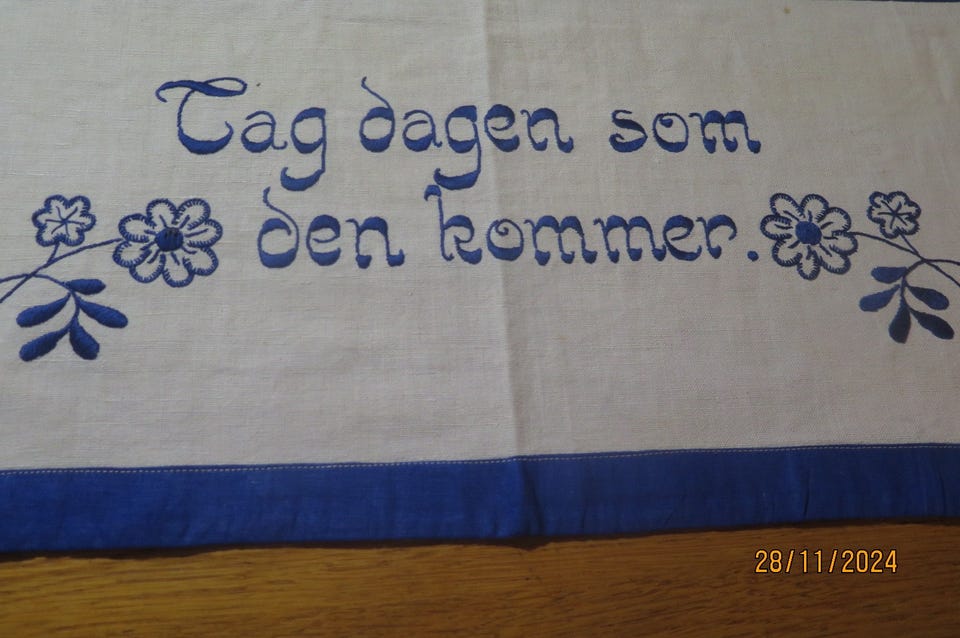 Tag dagen som
den kommer.
28/11/2024